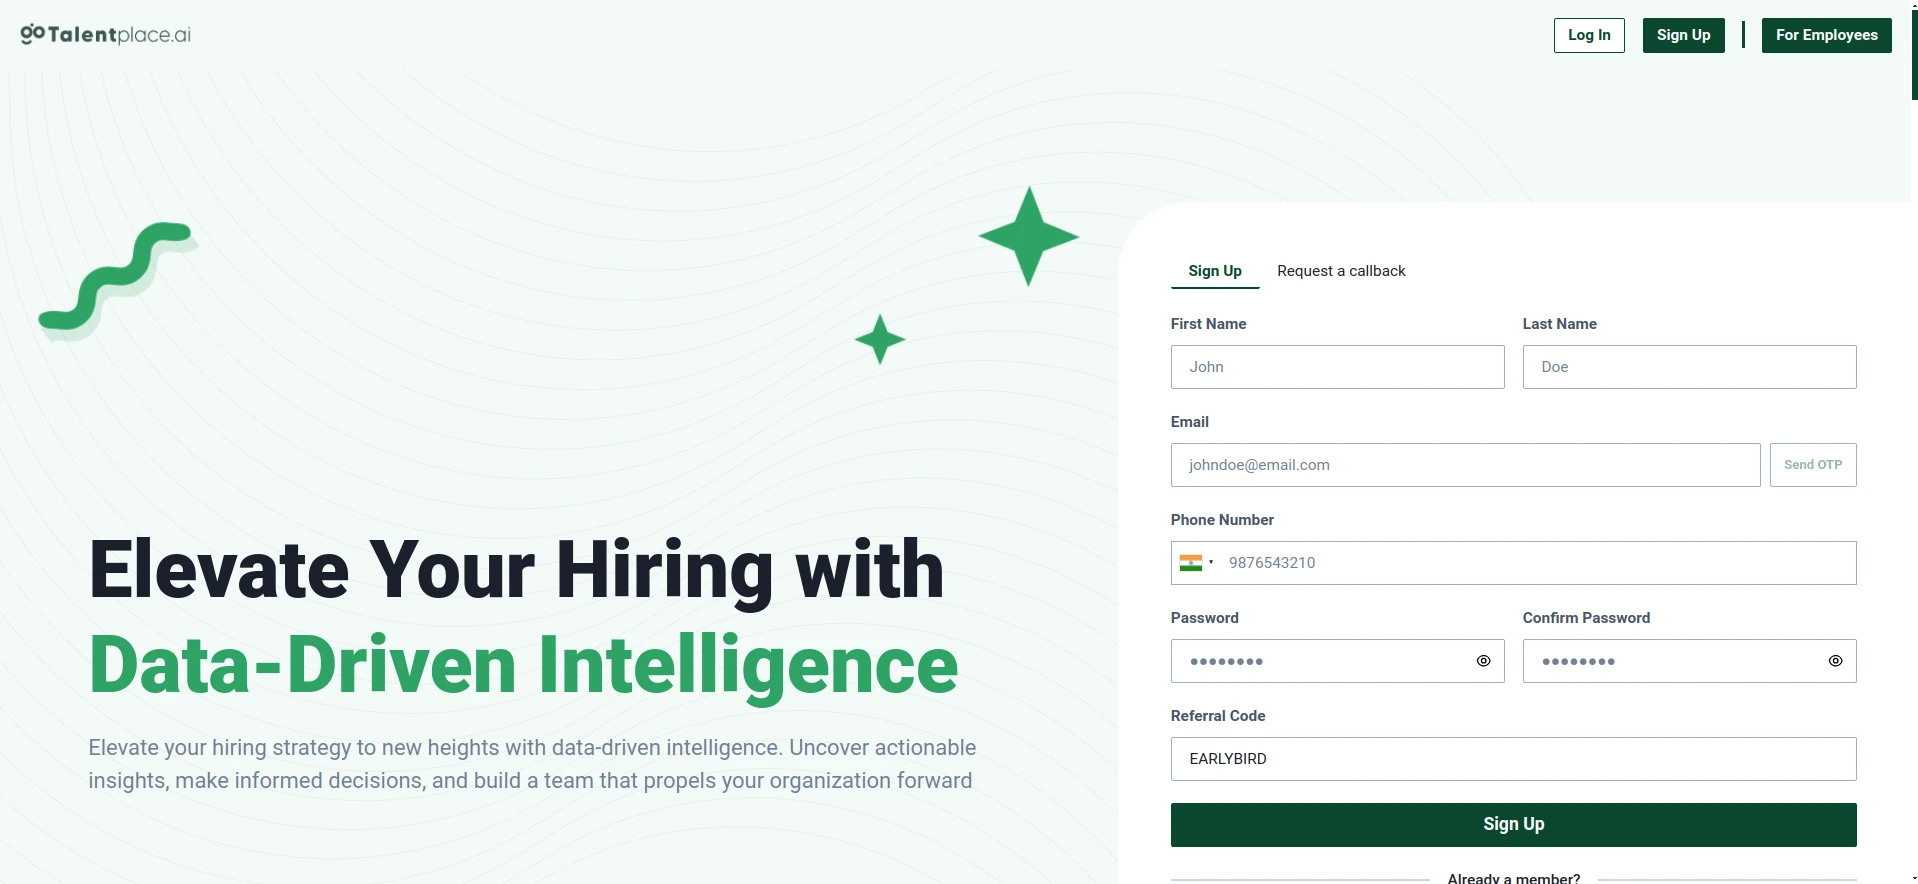 goTalentplace.ai
Log In
Sign Up
For Employees
Sign Up
Request a callback
First Name
Last Name
John
Doe
Email
johndoe@email.com
Send OTP
Phone Number
9876543210
Password
Confirm Password
Referral Code
EARLYBIRD
Sign Up
Already a member?
Elevate Your Hiring with
Data-Driven Intelligence
Elevate your hiring strategy to new heights with data-driven intelligence. Uncover actionable
insights, make informed decisions, and build a team that propels your organization forward